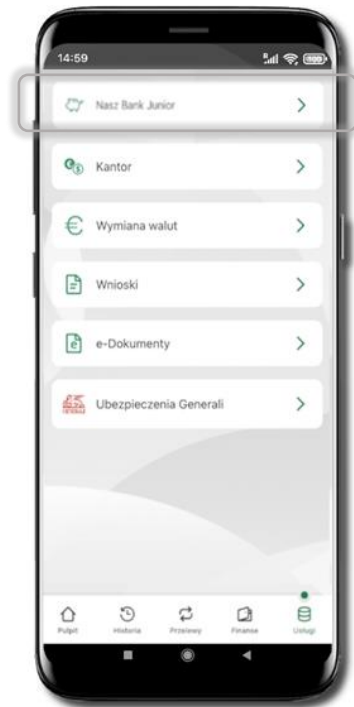 14:59
Nasz Bank Junior
Kantor
Wymiana walut
Wnioski
e-Dokumenty
Ubezpieczenia Generali
Pulpit Historia Przelewy Finanse Usługi